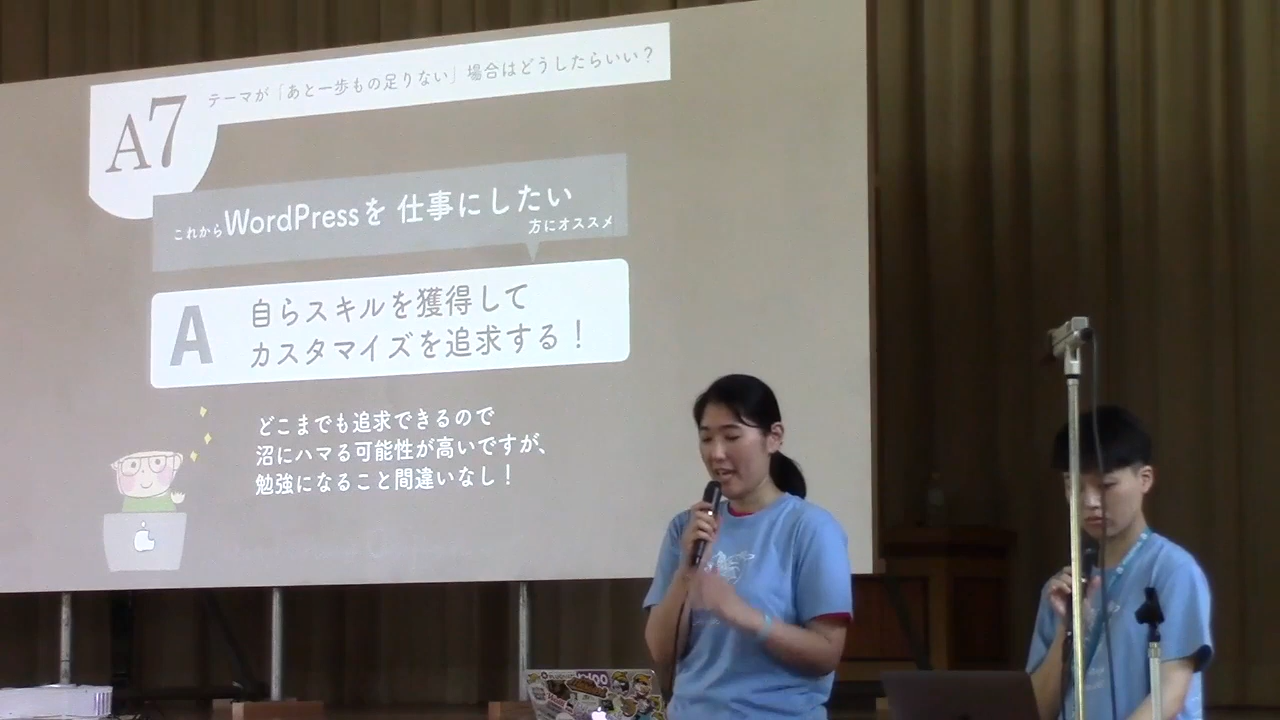 A7
テーマが「あと一歩もの足りない」場合はどうしたらいい？
これからWordPressを 仕事にしたい
方にオススメ
A
自らスキルを獲得して
カスタマイズを追求する！
どこまでも追求できるので
沼にハマる可能性が高いですが、
勉強になること間違いなし！